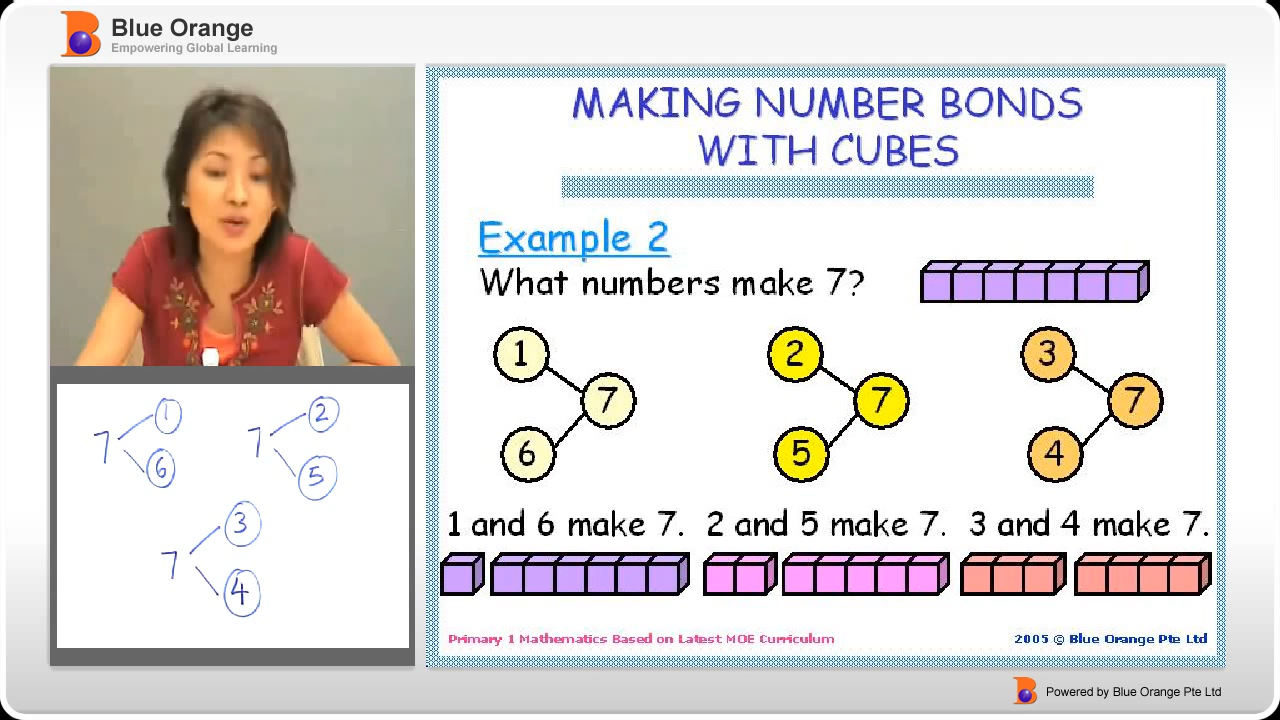 Blue Orange
Empowering Global Learning
MAKING NUMBER BONDS
WITH CUBES
Example 2
What numbers make 7?
1
7
6
2
7
5
3
7
4
1 and 6 make 7. 2 and 5 make 7. 3 and 4 make 7.
7 1
6
7 2
5
7 3
4
Primary 1 Mathematics Based on Latest MOE Curriculum
2005 © Blue Orange Pte Ltd
Powered by Blue Orange Pte Ltd